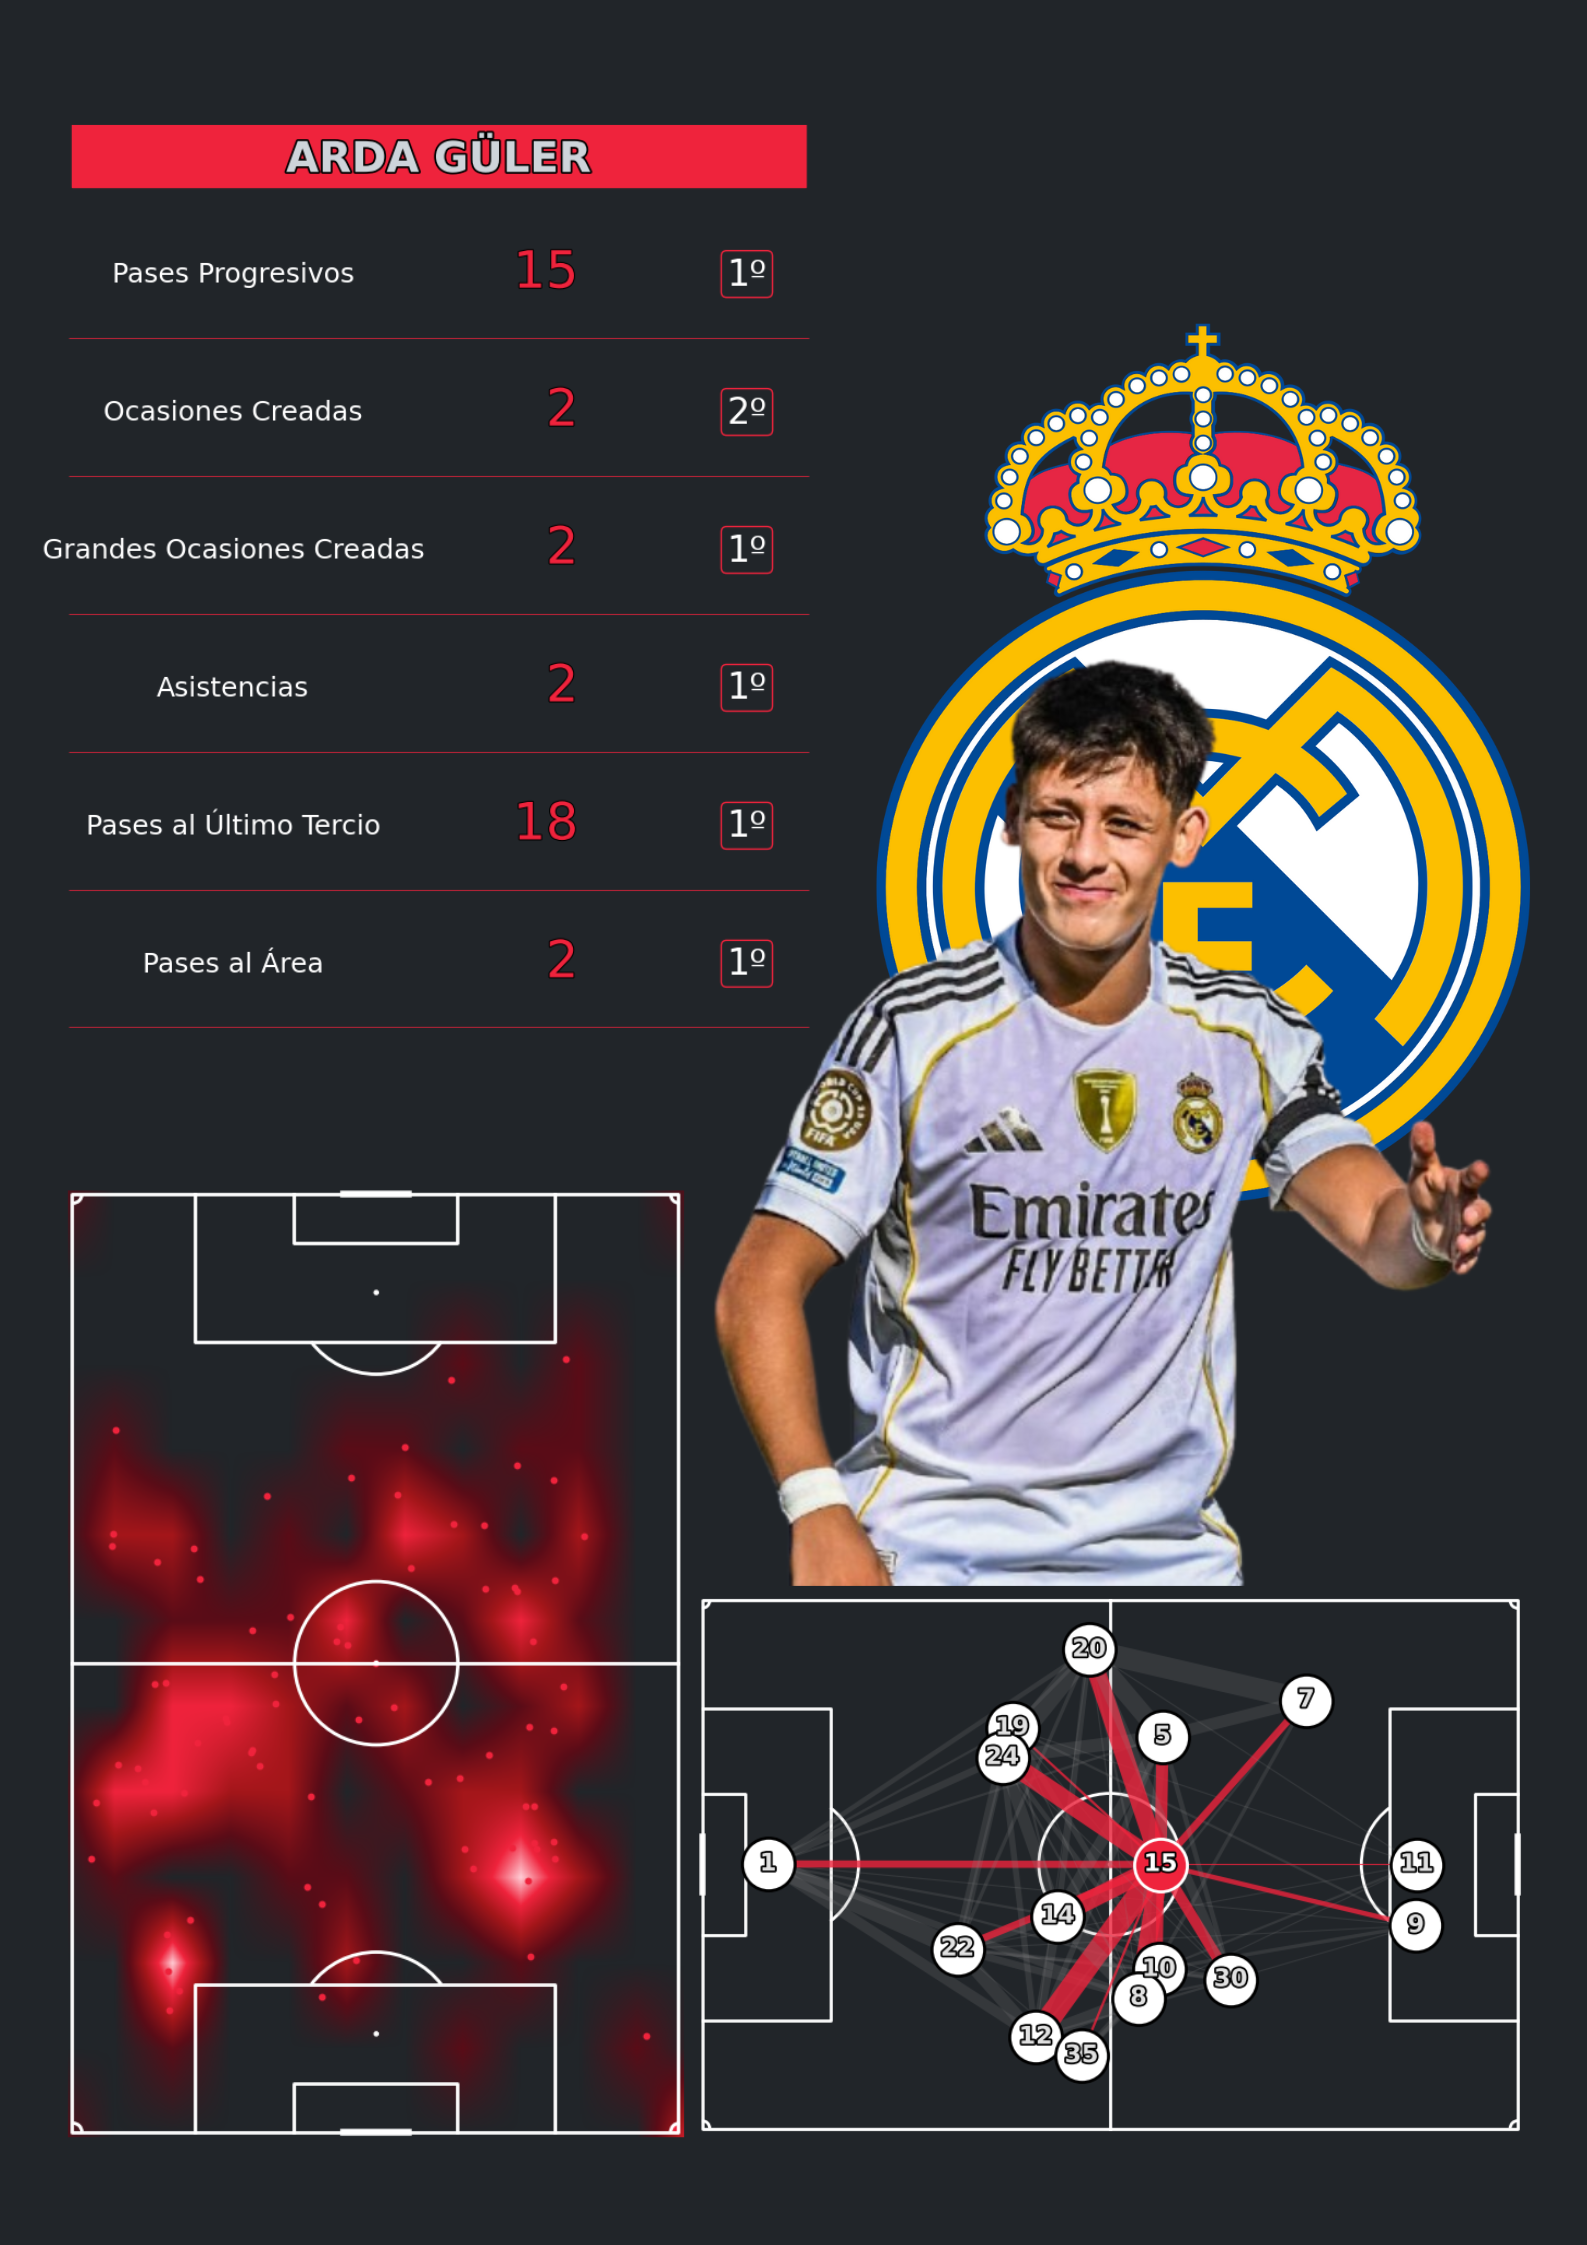 ARDA GÜLER
Pases Progresivos 15 1º
Ocasiones Creadas 2 2º
Grandes Ocasiones Creadas 2 1º
Asistencias 2 1º
Pases al Último Tercio 18 1º
Pases al Área 2 1º
FIFA
Emirates
FLY BETTER
20
7
19
5
24
1
15
11
14
9
22
10
30
8
12
35